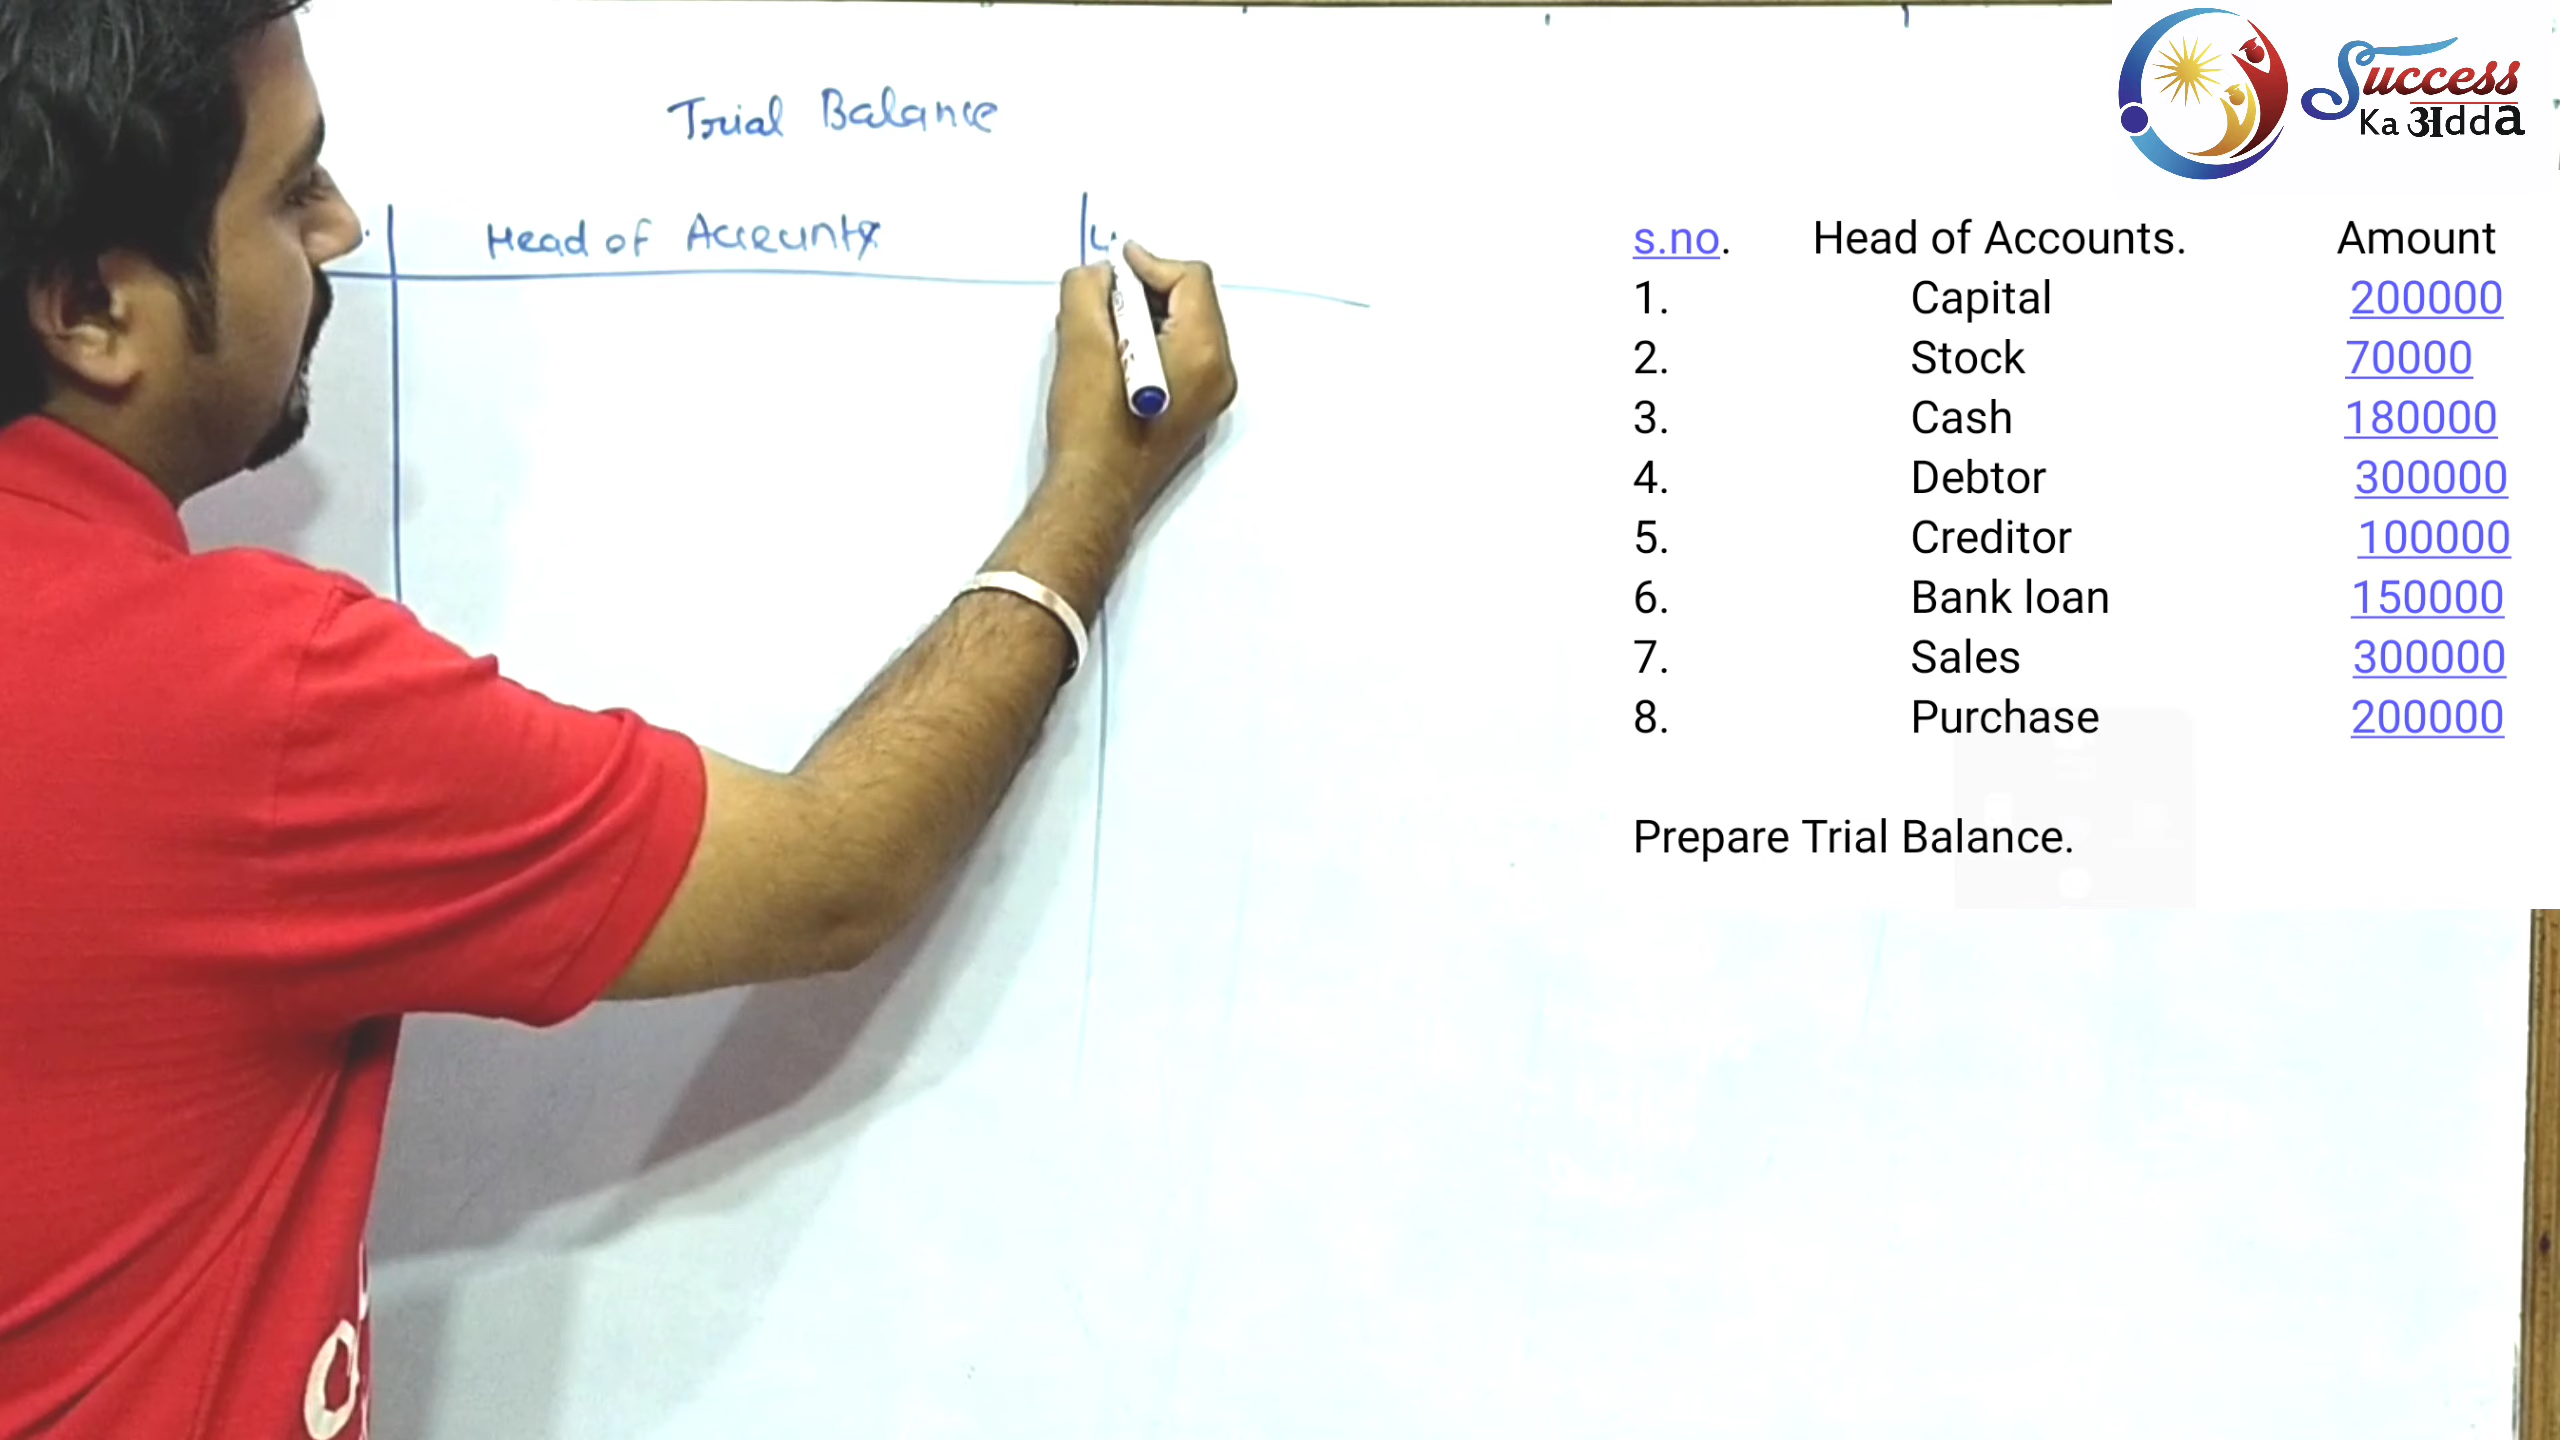 Success
Ka अdda
Trial Balance
Head of Accounts
L.
s.no. Head of Accounts. Amount
1. Capital 200000
2. Stock 70000
3. Cash 180000
4. Debtor 300000
5. Creditor 100000
6. Bank loan 150000
7. Sales 300000
8. Purchase 200000
Prepare Trial Balance.